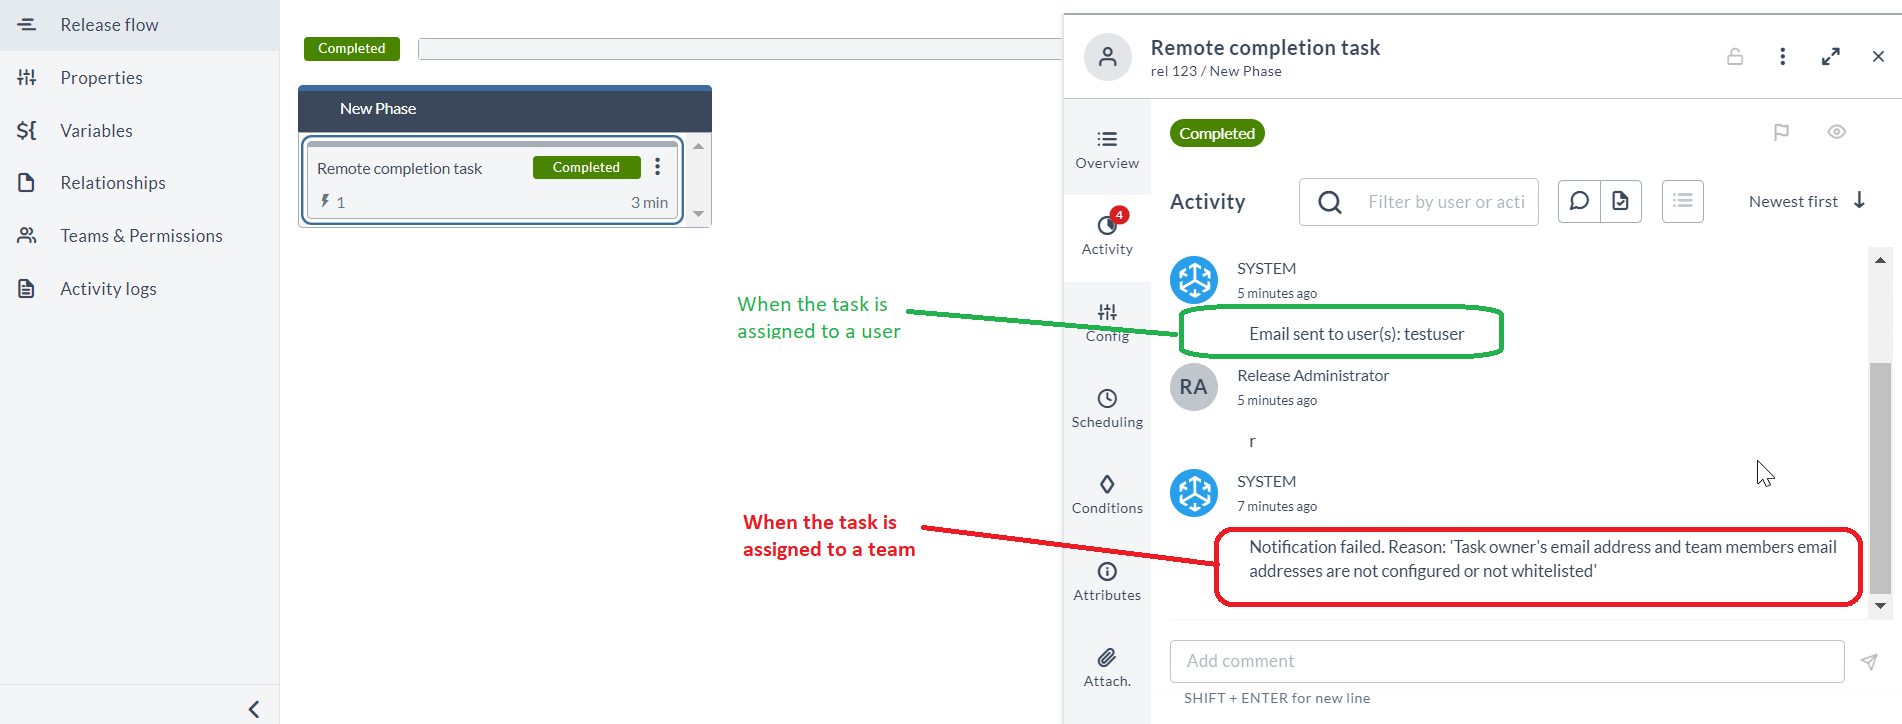 Release flow
Properties
Variables
Relationships
Teams & Permissions
Activity logs
Completed
New Phase
Remote completion task
Completed
1
3 min
When the task is
assigned to a user
When the task is
assigned to a team
Remote completion task
rel 123 / New Phase
Overview
4
Activity
Config
Scheduling
Conditions
Attributes
Attach.
Completed
Activity
Filter by user or acti
Newest first
SYSTEM
5 minutes ago
Email sent to user(s): testuser
RA
Release Administrator
5 minutes ago
r
SYSTEM
7 minutes ago
Notification failed. Reason: 'Task owner's email address and team members email
addresses are not configured or not whitelisted'
Add comment
SHIFT + ENTER for new line